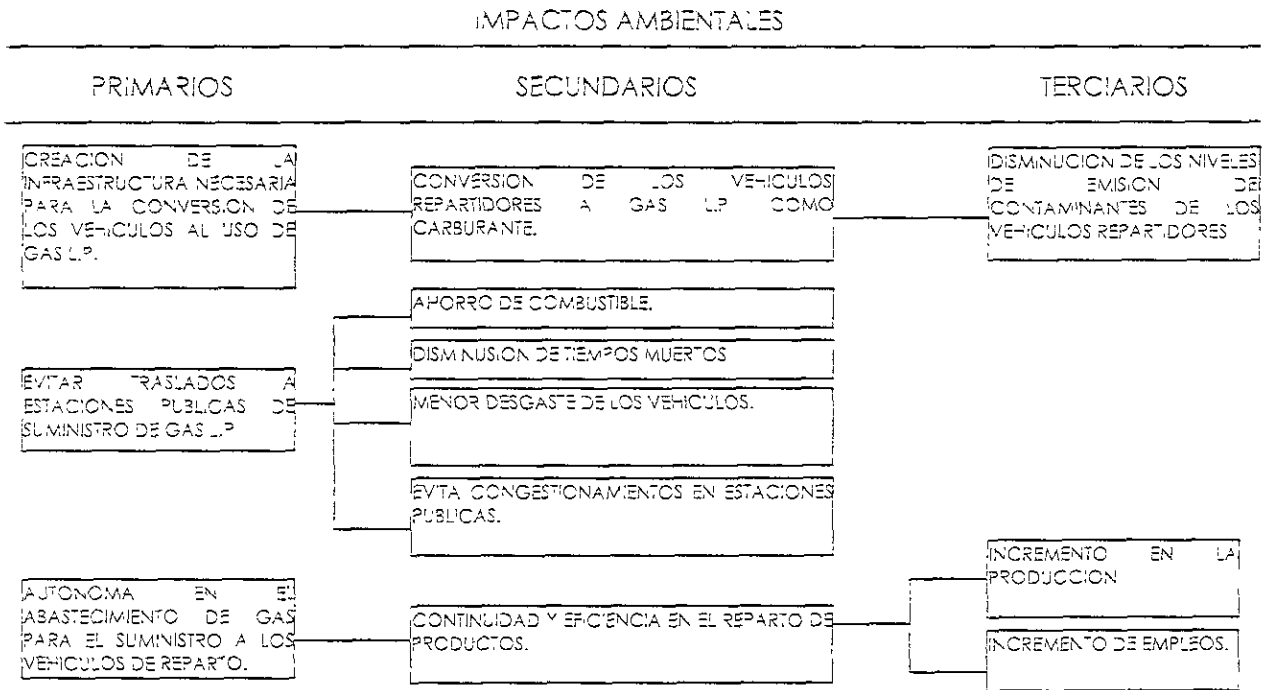 IMPACTOS AMBIENTALES
PRIMARIOS
SECUNDARIOS
TERCIARIOS
CREACION DE LA
INFRAESTRUCTURA NECESARIA
PARA LA CONVERSION DE
LOS VEHICULOS AL USO DE
GAS L.P.
CONVERSION DE LOS VEHICULOS
REPARTIDORES A GAS L.P COMO
CARBURANTE.
DISMINUCION DE LOS NIVELES
DE EMISION DE
CONTAMINANTES DE LOS
VEHICULOS REPARTIDORES
EVITAR TRASLADOS A
ESTACIONES PUBLICAS DE
SUMINISTRO DE GAS L.P
AHORRO DE COMBUSTIBLE.
DISMINUSION DE TIEMPOS MUERTOS
MENOR DESGASTE DE LOS VEHICULOS.
EVITA CONGESTIONAMIENTOS EN ESTACIONES
PUBLICAS.
AUTONOMA EN EL
ABASTECIMIENTO DE GAS
PARA EL SUMINISTRO A LOS
VEHICULOS DE REPARTO.
CONTINUIDAD Y EFICIENCIA EN EL REPARTO DE
PRODUCTOS.
INCREMENTO EN LA
PRODUCCION
INCREMENTO DE EMPLEOS.